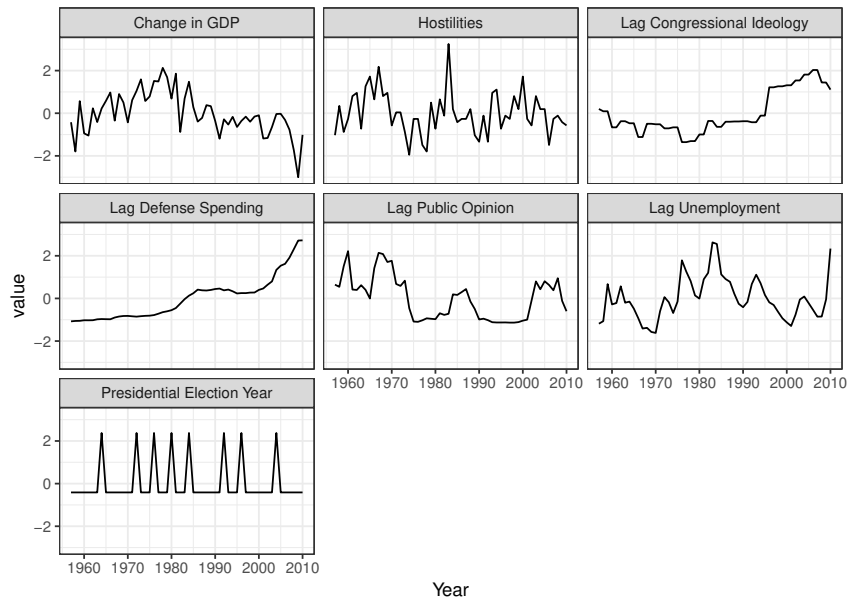 Change in GDP
Hostilities
Lag Congressional Ideology
2
0
−2
Lag Defense Spending
Lag Public Opinion
Lag Unemployment
2
0
−2
1960 1970 1980 1990 2000 2010
1960 1970 1980 1990 2000 2010
Presidential Election Year
2
0
−2
1960 1970 1980 1990 2000 2010
value
Year